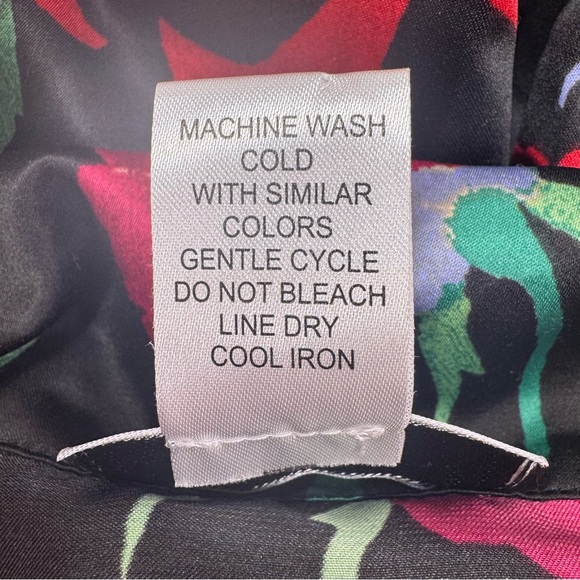 MACHINE WASH
COLD
WITH SIMILAR
COLORS
GENTLE CYCLE
DO NOT BLEACH
LINE DRY
COOL IRON